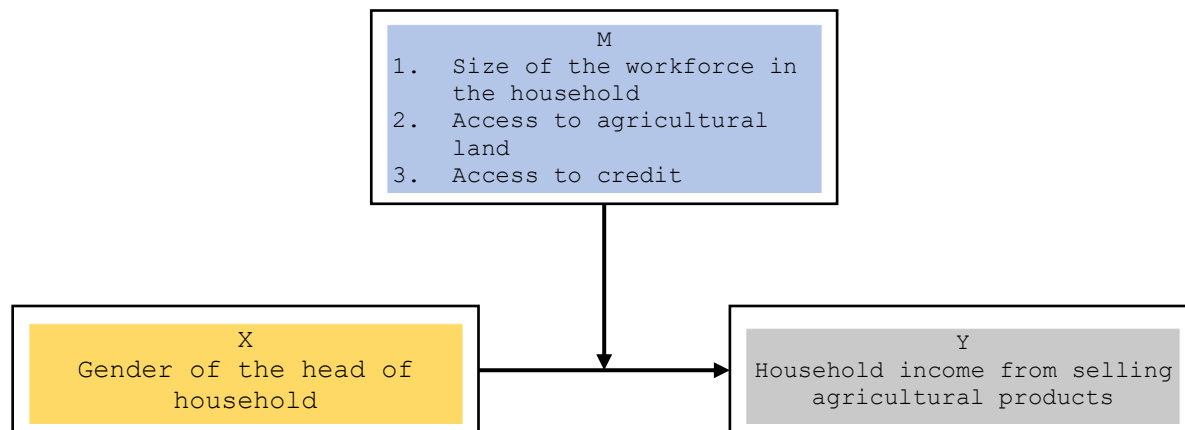 M
1. Size of the workforce in
the household
2. Access to agricultural
land
3. Access to credit
X
Gender of the head of
household
Y
Household income from selling
agricultural products